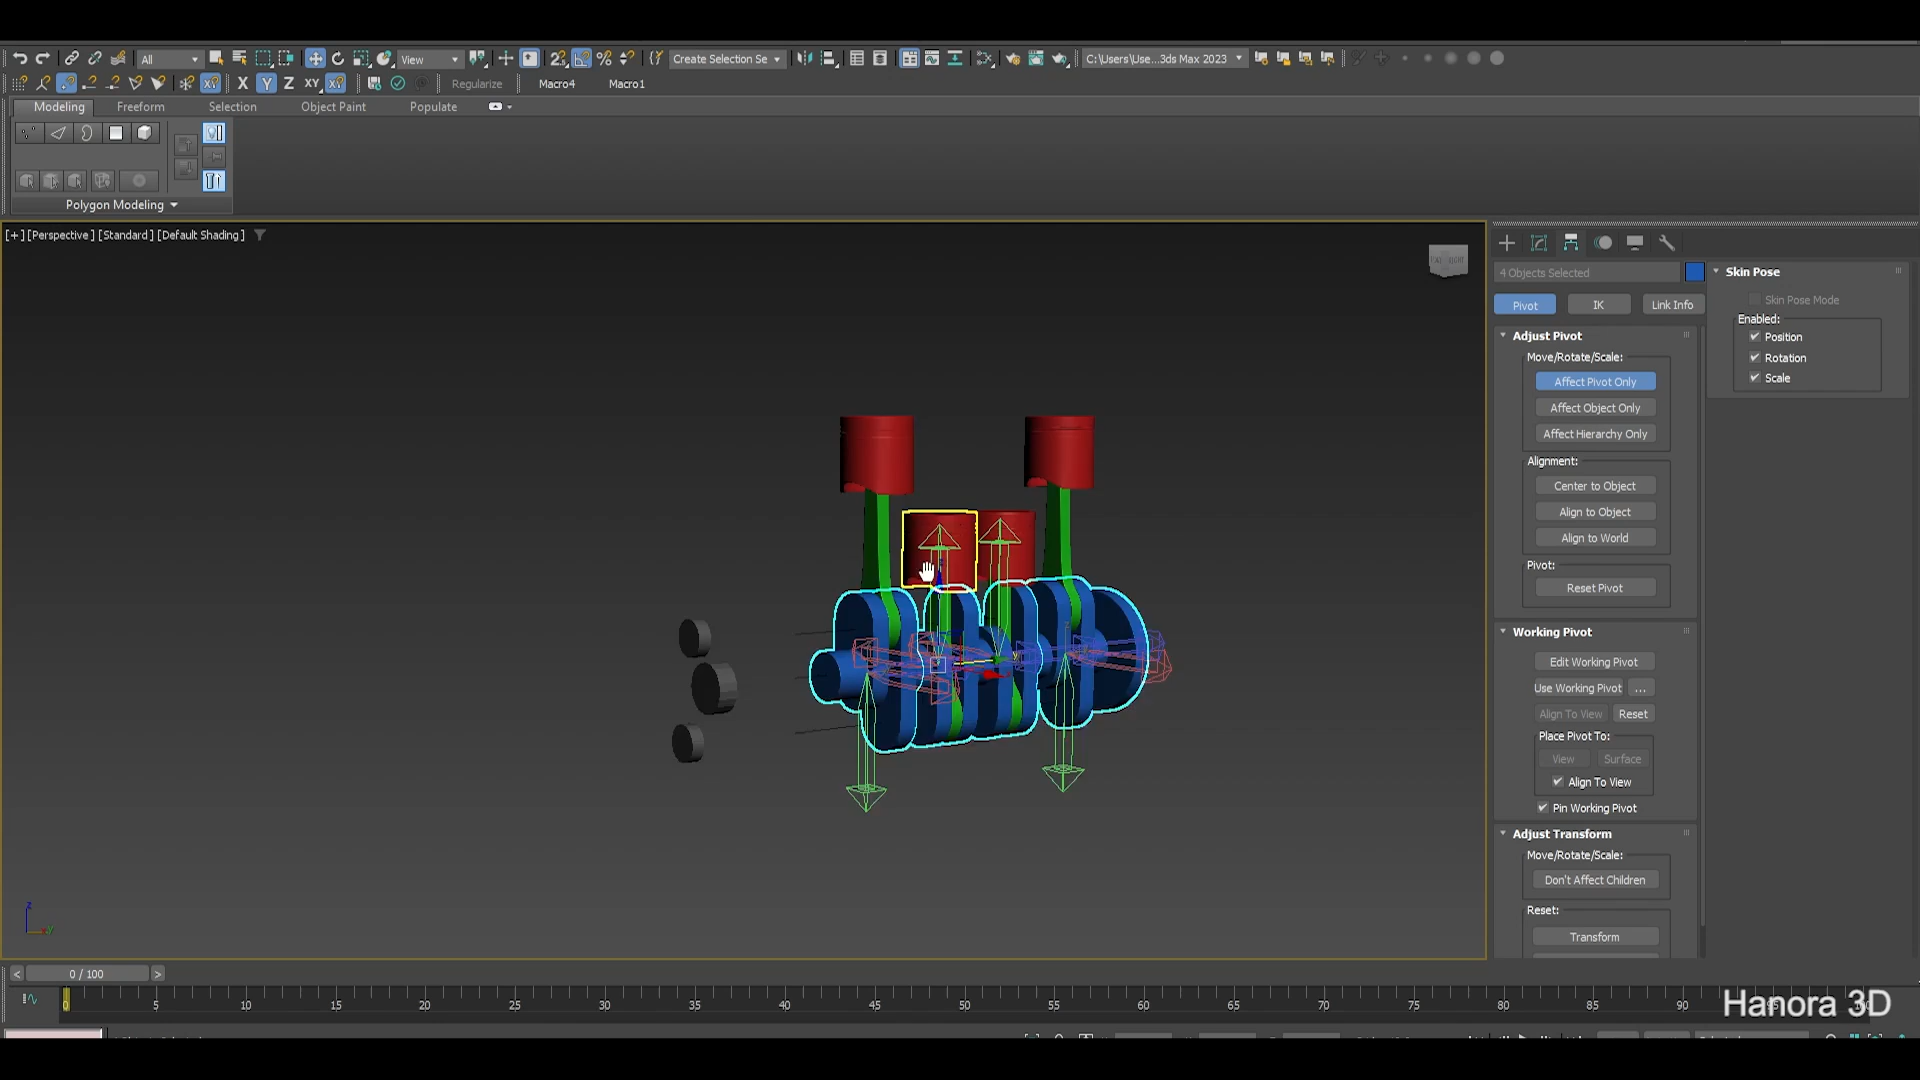 All
View
Create Selection Se
C:\Users\Use...3ds Max 2023
X Y Z XY
Regularize Macro4 Macro1
Modeling Freeform Selection Object Paint Populate
Polygon Modeling
[+] [Perspective] [Standard] [Default Shading]
4 Objects Selected
Pivot IK Link Info
Adjust Pivot
Move/Rotate/Scale:
Affect Pivot Only
Affect Object Only
Affect Hierarchy Only
Alignment:
Center to Object
Align to Object
Align to World
Pivot:
Reset Pivot
Working Pivot
Edit Working Pivot
Use Working Pivot ...
Align To View Reset
Place Pivot To:
View Surface
Align To View
Pin Working Pivot
Adjust Transform
Move/Rotate/Scale:
Don't Affect Children
Reset:
Transform
Skin Pose
Skin Pose Mode
Enabled:
Position
Rotation
Scale
z
y
< 0 / 100 >
0 5 10 15 20 25 30 35 40 45 50 55 60 65 70 75 80 85 90 95 100
Hanora 3D